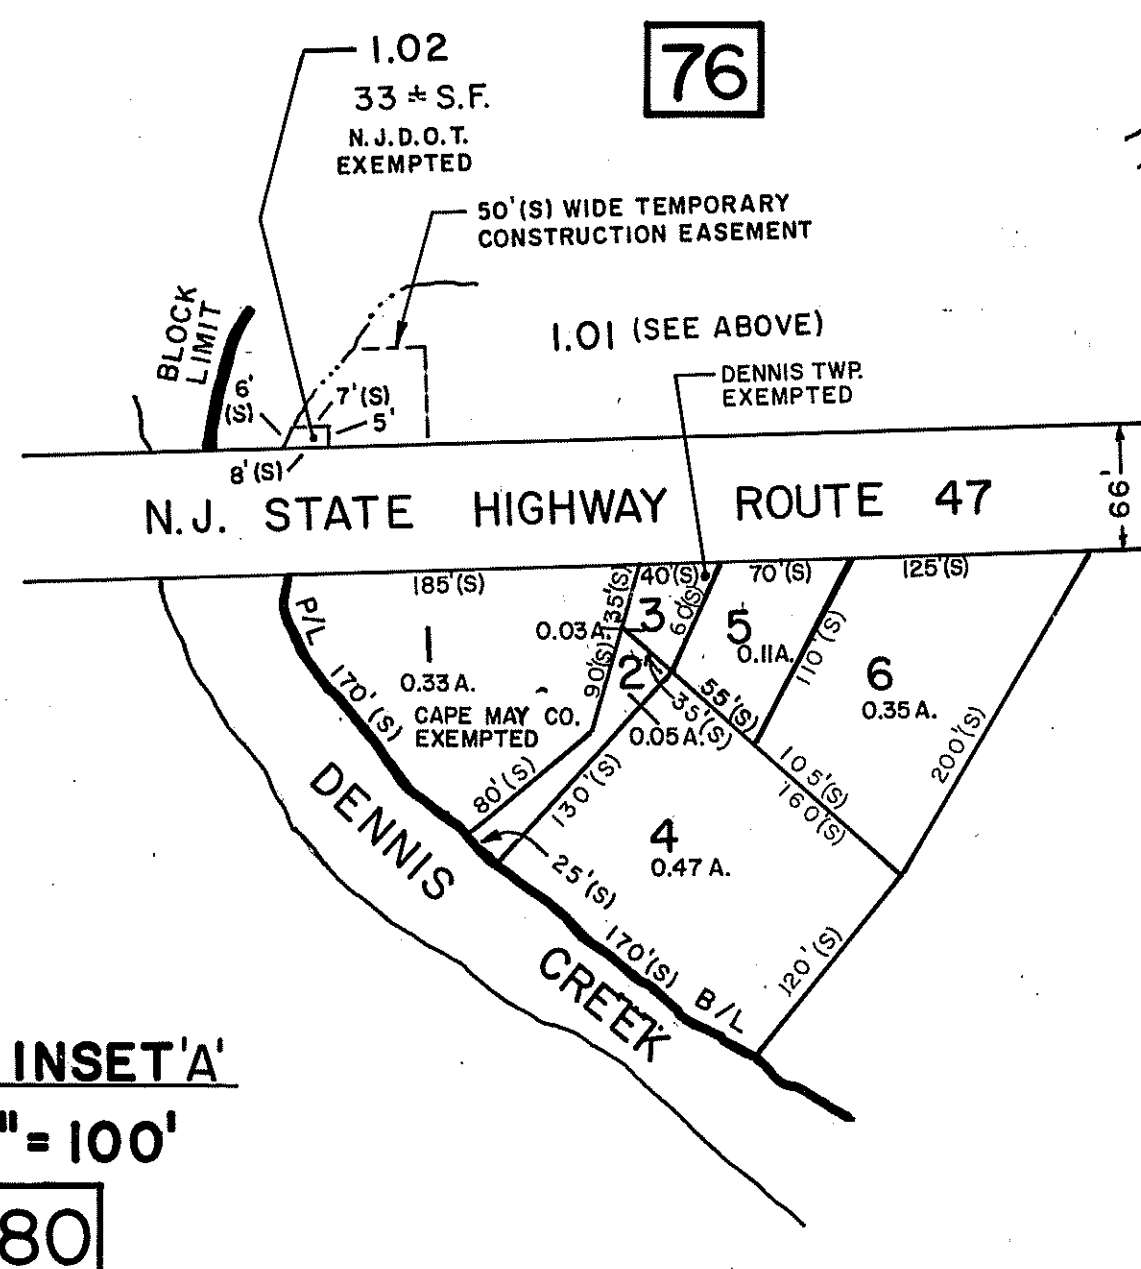 1.02
33 ± S.F.
N.J.D.O.T.
EXEMPTED
76
50'(S) WIDE TEMPORARY
CONSTRUCTION EASEMENT
BLOCK
LIMIT
1.01 (SEE ABOVE)
DENNIS TWP.
EXEMPTED
6'
(S)
7'(S)
5'
8'(S)
N.J. STATE HIGHWAY ROUTE 47
66'
185'(S)
40'(S)
70'(S)
125'(S)
P/L
170'(S)
1
0.33 A.
CAPE MAY CO.
EXEMPTED
35'(S)
90'(S)
0.03 A.
3
60'(S)
5
0.11 A.
110'(S)
6
0.35 A.
200'(S)
2
35'(S)
0.05 A.
55'(S)
105'(S)
160'(S)
80'(S)
130'(S)
4
0.47 A.
25'(S)
170'(S)
B/L
120'(S)
DENNIS
CREEK
INSET 'A'
" = 100'
80